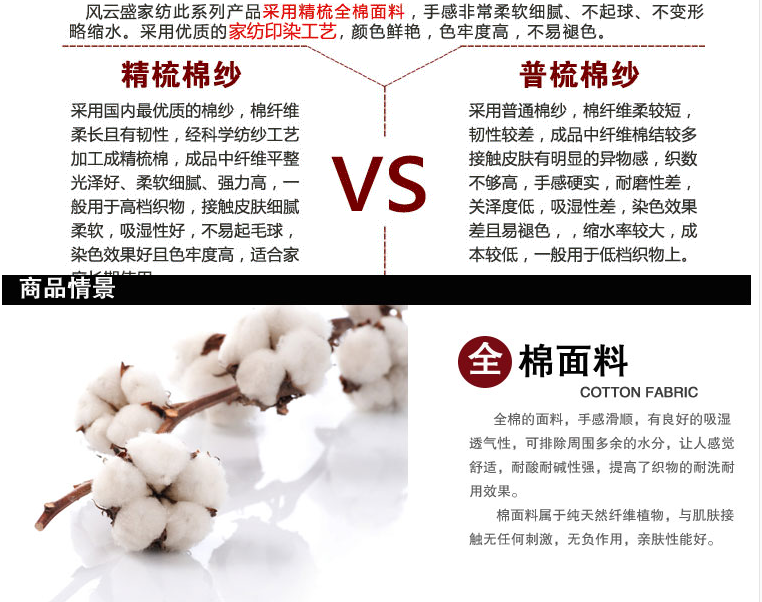 风云盛家纺此系列产品采用精梳全棉面料，手感非常柔软细腻、不起球、不变形
略缩水。采用优质的家纺印染工艺，颜色鲜艳，色牢度高，不易褪色。
精梳棉纱
采用国内最优质的棉纱，棉纤维
柔长且有韧性，经科学纺纱工艺
加工成精梳棉，成品中纤维平整
光泽好、柔软细腻、强力高，一
般用于高档织物，接触皮肤细腻
柔软，吸湿性好，不易起毛球，
染色效果好且色牢度高，适合家
VS
普梳棉纱
采用普通棉纱，棉纤维柔较短，
韧性较差，成品中纤维棉结较多
接触皮肤有明显的异物感，织数
不够高，手感硬实，耐磨性差，
关泽度低，吸湿性差，染色效果
差且易褪色，，缩水率较大，成
本较低，一般用于低档织物上。
商品情景
全棉面料
COTTON FABRIC
全棉的面料，手感滑顺，有良好的吸湿
透气性，可排除周围多余的水分，让人感觉
舒适，耐酸耐碱性强，提高了织物的耐洗耐
用效果。
棉面料属于纯天然纤维植物，与肌肤接
触无任何刺激，无负作用，亲肤性能好。